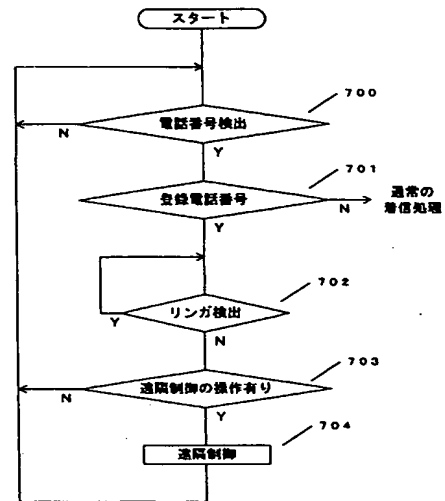 スタート
700
電話番号検出
N
Y
701
登録電話番号
N
通常の
着信処理
Y
702
リンガ検出
Y
N
703
遠隔制御の操作有り
N
Y
704
遠隔制御